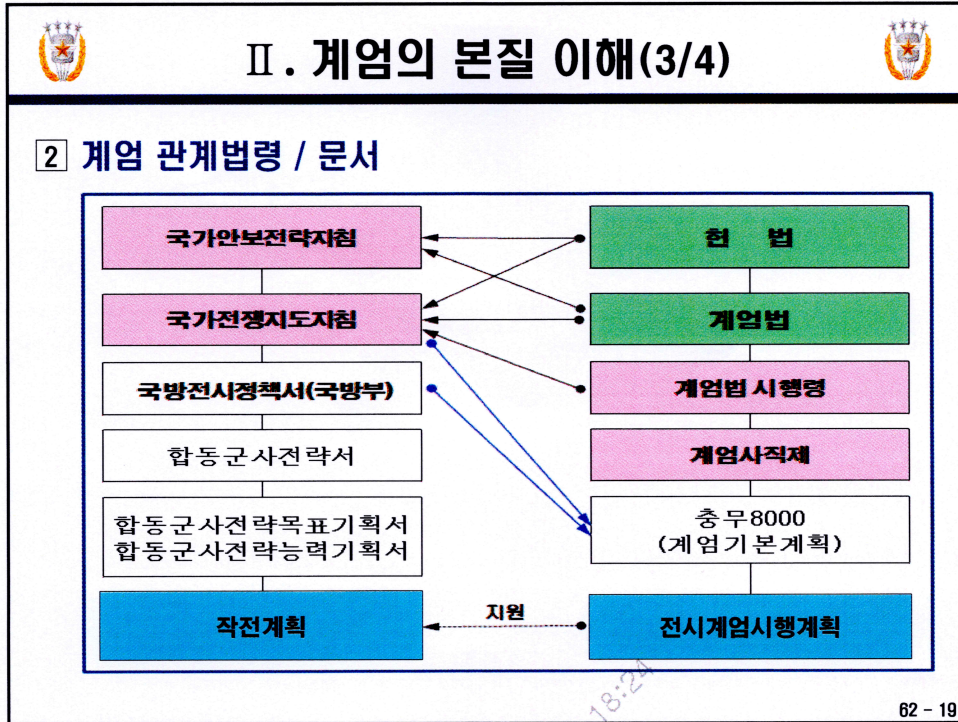 Ⅱ. 계엄의 본질 이해(3/4)
2 계엄 관계법령 / 문서
국가안보전략지침
헌 법
국가전쟁지도지침
계엄법
국방전시정책서(국방부)
계엄법 시행령
합동군사전략서
계엄사직제
합동군사전략목표기획서
합동군사전략능력기획서
충무8000
(계엄기본계획)
작전계획
지원
전시계엄시행계획
18:24
62 - 19